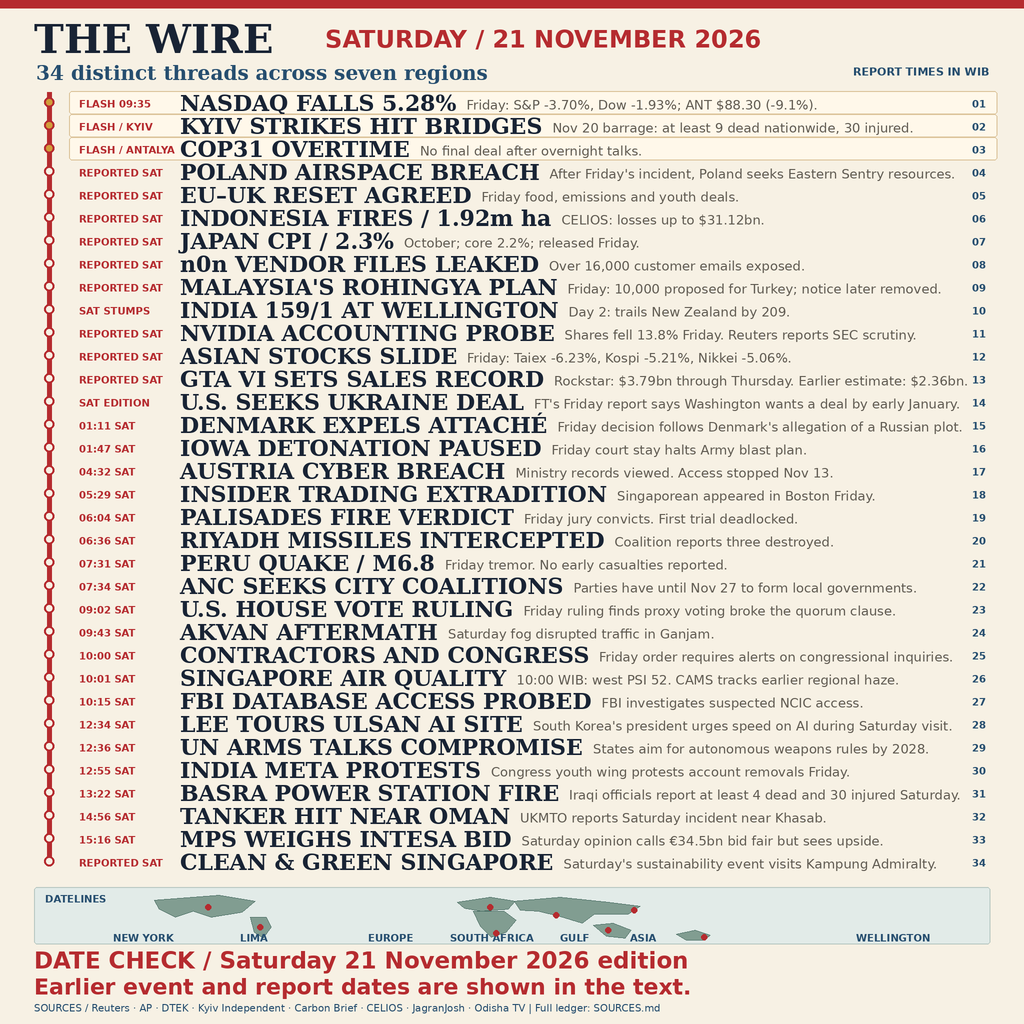 THE WIRE SATURDAY / 21 NOVEMBER 2026
34 distinct threads across seven regions REPORT TIMES IN WIB
FLASH 09:35 NASDAQ FALLS 5.28% Friday: S&P -3.70%, Dow -1.93%; ANT $88.30 (-9.1%). 01
FLASH / KYIV KYIV STRIKES HIT BRIDGES Nov 20 barrage: at least 9 dead nationwide, 30 injured. 02
FLASH / ANTALYA COP31 OVERTIME No final deal after overnight talks. 03
REPORTED SAT POLAND AIRSPACE BREACH After Friday's incident, Poland seeks Eastern Sentry resources. 04
REPORTED SAT EU–UK RESET AGREED Friday food, emissions and youth deals. 05
REPORTED SAT INDONESIA FIRES / 1.92m ha CELIOS: losses up to $31.12bn. 06
REPORTED SAT JAPAN CPI / 2.3% October; core 2.2%; released Friday. 07
REPORTED SAT n0n VENDOR FILES LEAKED Over 16,000 customer emails exposed. 08
REPORTED SAT MALAYSIA'S ROHINGYA PLAN Friday: 10,000 proposed for Turkey; notice later removed. 09
SAT STUMPS INDIA 159/1 AT WELLINGTON Day 2: trails New Zealand by 209. 10
REPORTED SAT NVIDIA ACCOUNTING PROBE Shares fell 13.8% Friday. Reuters reports SEC scrutiny. 11
REPORTED SAT ASIAN STOCKS SLIDE Friday: Taiex -6.23%, Kospi -5.21%, Nikkei -5.06%. 12
REPORTED SAT GTA VI SETS SALES RECORD Rockstar: $3.79bn through Thursday. Earlier estimate: $2.36bn. 13
SAT EDITION U.S. SEEKS UKRAINE DEAL FT's Friday report says Washington wants a deal by early January. 14
01:11 SAT DENMARK EXPELS ATTACHÉ Friday decision follows Denmark's allegation of a Russian plot. 15
01:47 SAT IOWA DETONATION PAUSED Friday court stay halts Army blast plan. 16
04:32 SAT AUSTRIA CYBER BREACH Ministry records viewed. Access stopped Nov 13. 17
05:29 SAT INSIDER TRADING EXTRADITION Singaporean appeared in Boston Friday. 18
06:04 SAT PALISADES FIRE VERDICT Friday jury convicts. First trial deadlocked. 19
06:36 SAT RIYADH MISSILES INTERCEPTED Coalition reports three destroyed. 20
07:31 SAT PERU QUAKE / M6.8 Friday tremor. No early casualties reported. 21
07:34 SAT ANC SEEKS CITY COALITIONS Parties have until Nov 27 to form local governments. 22
09:02 SAT U.S. HOUSE VOTE RULING Friday ruling finds proxy voting broke the quorum clause. 23
09:43 SAT AKVAN AFTERMATH Saturday fog disrupted traffic in Ganjam. 24
10:00 SAT CONTRACTORS AND CONGRESS Friday order requires alerts on congressional inquiries. 25
10:01 SAT SINGAPORE AIR QUALITY 10:00 WIB: west PSI 52. CAMS tracks earlier regional haze. 26
10:15 SAT FBI DATABASE ACCESS PROBED FBI investigates suspected NCIC access. 27
12:34 SAT LEE TOURS ULSAN AI SITE South Korea's president urges speed on AI during Saturday visit. 28
12:36 SAT UN ARMS TALKS COMPROMISE States aim for autonomous weapons rules by 2028. 29
12:55 SAT INDIA META PROTESTS Congress youth wing protests account removals Friday. 30
13:22 SAT BASRA POWER STATION FIRE Iraqi officials report at least 4 dead and 30 injured Saturday. 31
14:56 SAT TANKER HIT NEAR OMAN UKMTO reports Saturday incident near Khasab. 32
15:16 SAT MPS WEIGHS INTESA BID Saturday opinion calls €34.5bn bid fair but sees upside. 33
REPORTED SAT CLEAN & GREEN SINGAPORE Saturday's sustainability event visits Kampung Admiralty. 34
DATELINES
NEW YORK LIMA EUROPE SOUTH AFRICA GULF ASIA WELLINGTON
DATE CHECK / Saturday 21 November 2026 edition
Earlier event and report dates are shown in the text.
SOURCES / Reuters · AP · DTEK · Kyiv Independent · Carbon Brief · CELIOS · JagranJosh · Odisha TV | Full ledger: SOURCES.md